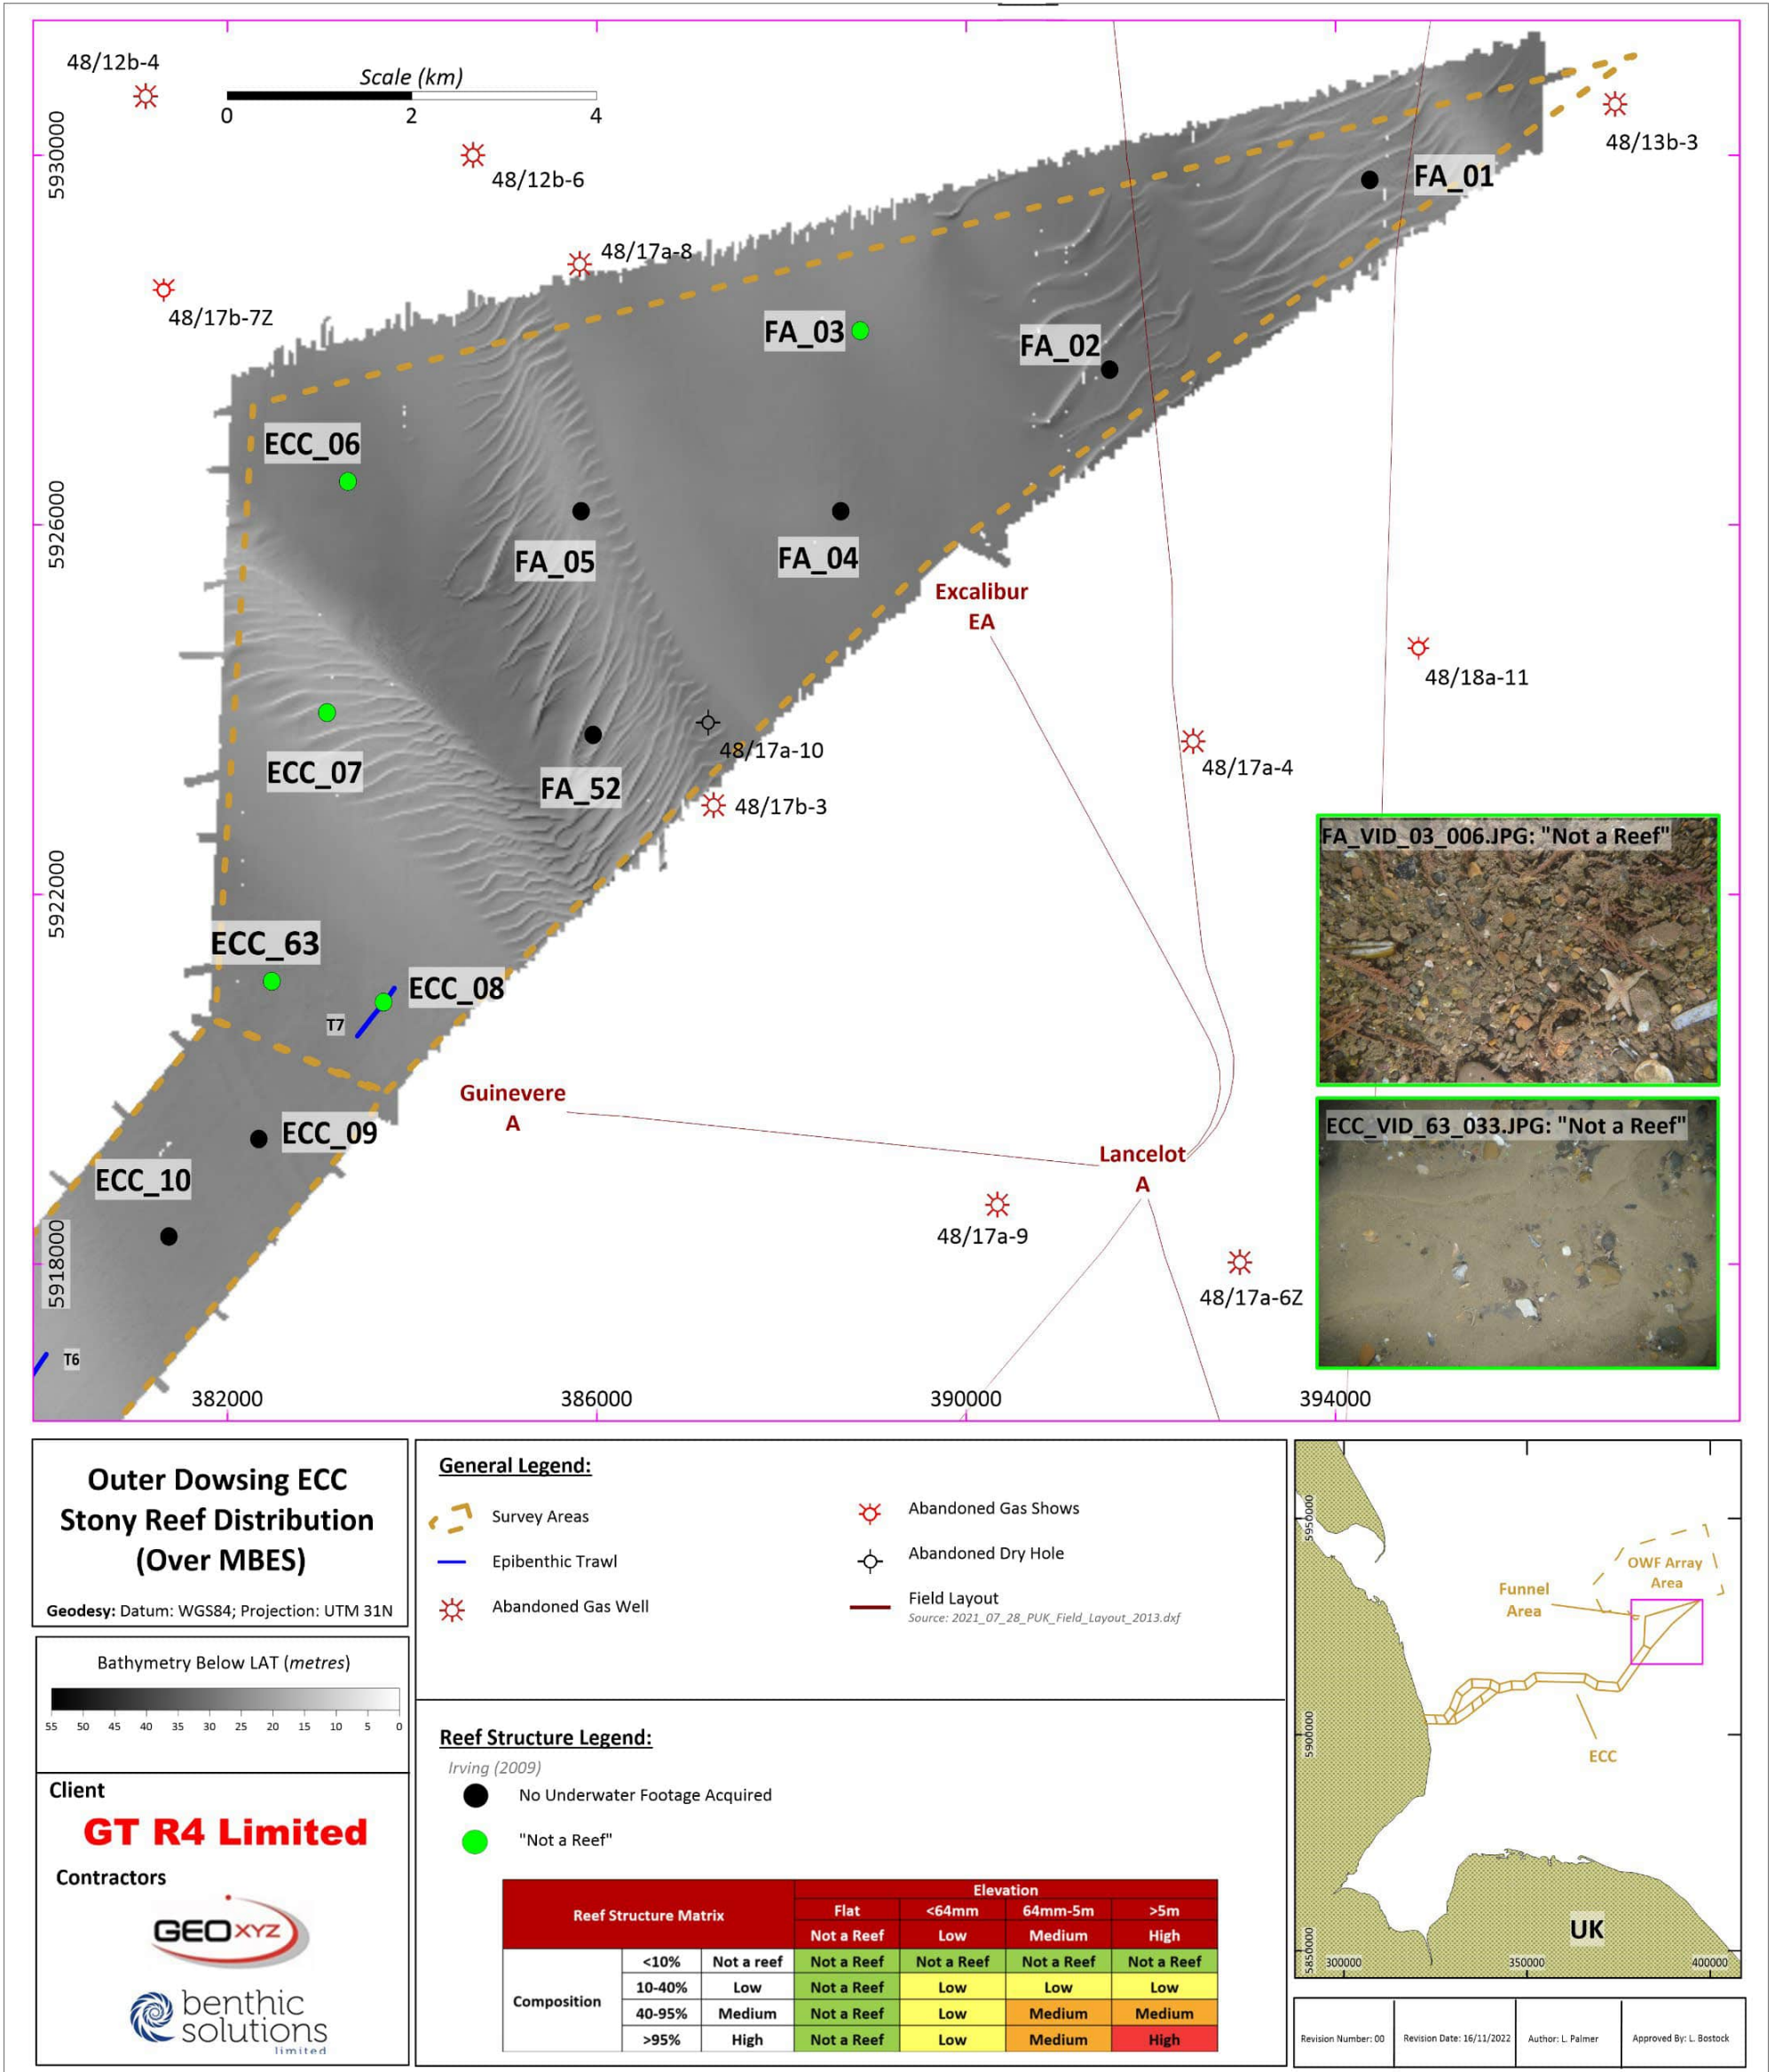 48/12b-4
Scale (km)
0 2 4
48/12b-6
48/13b-3
5930000
FA_01
48/17a-8
48/17b-7Z
FA_03
FA_02
ECC_06
5926000
FA_05
FA_04
Excalibur
EA
48/18a-11
ECC_07
48/17a-10
48/17a-4
FA_52
48/17b-3
FA_VID_03_006.JPG: "Not a Reef"
5922000
ECC_63
ECC_08
T7
Guinevere
A
ECC_09
ECC_VID_63_033.JPG: "Not a Reef"
Lancelot
A
ECC_10
48/17a-9
5918000
48/17a-6Z
T6
382000 386000 390000 394000
Outer Dowsing ECC
Stony Reef Distribution
(Over MBES)
Geodesy: Datum: WGS84; Projection: UTM 31N
Bathymetry Below LAT (metres)
55 50 45 40 35 30 25 20 15 10 5 0
Client
GT R4 Limited
Contractors
GEOXYZ
benthic
solutions
limited
General Legend:
Survey Areas
Epibenthic Trawl
Abandoned Gas Well
Abandoned Gas Shows
Abandoned Dry Hole
Field Layout
Source: 2021_07_28_PUK_Field_Layout_2013.dxf
Reef Structure Legend:
Irving (2009)
No Underwater Footage Acquired
"Not a Reef"
Reef Structure Matrix
Elevation
Flat <64mm 64mm-5m >5m
Not a Reef Low Medium High
Composition
<10% Not a reef Not a Reef Not a Reef Not a Reef Not a Reef
10-40% Low Not a Reef Low Low Low
40-95% Medium Not a Reef Low Medium Medium
>95% High Not a Reef Low Medium High
5950000
OWF Array
Area
Funnel
Area
5900000
ECC
UK
5850000
300000 350000 400000
Revision Number: 00
Revision Date: 16/11/2022
Author: L. Palmer
Approved By: L. Bostock